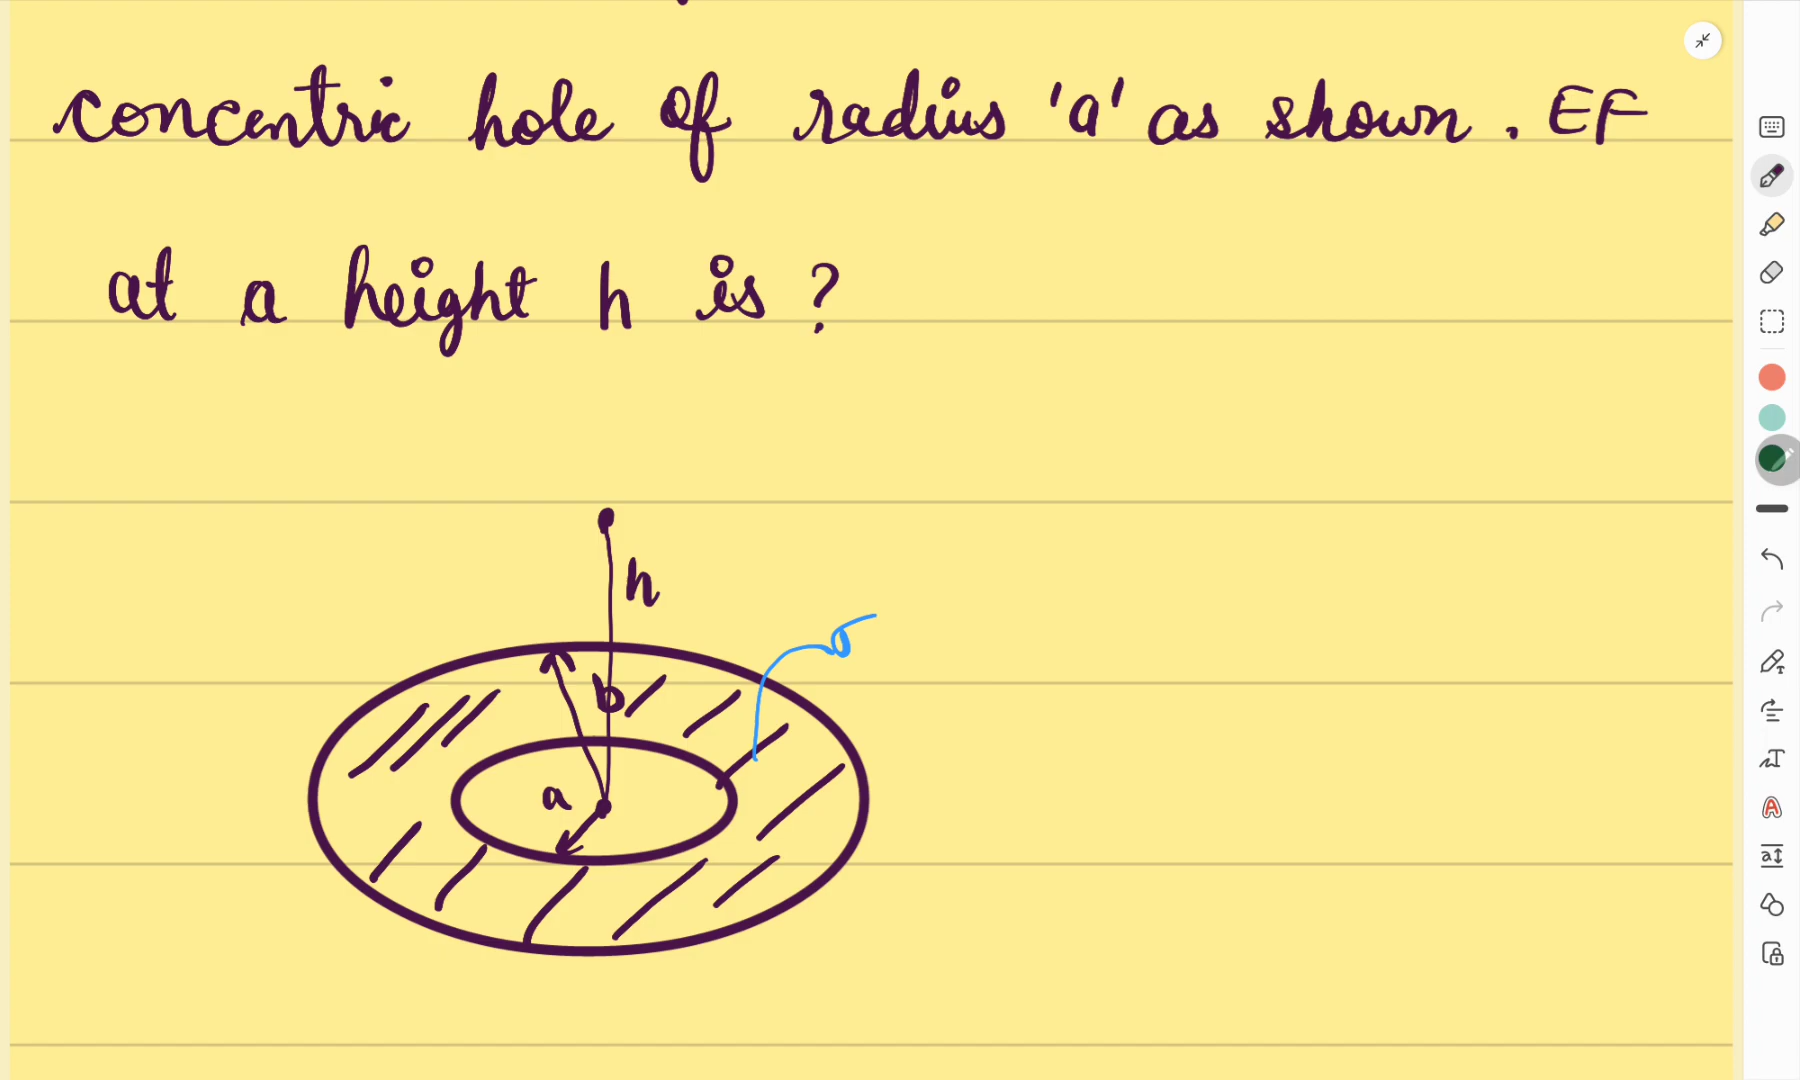 concentric hole of radius 'a' as shown. EF
at a height h is ?
h
σ
b
a